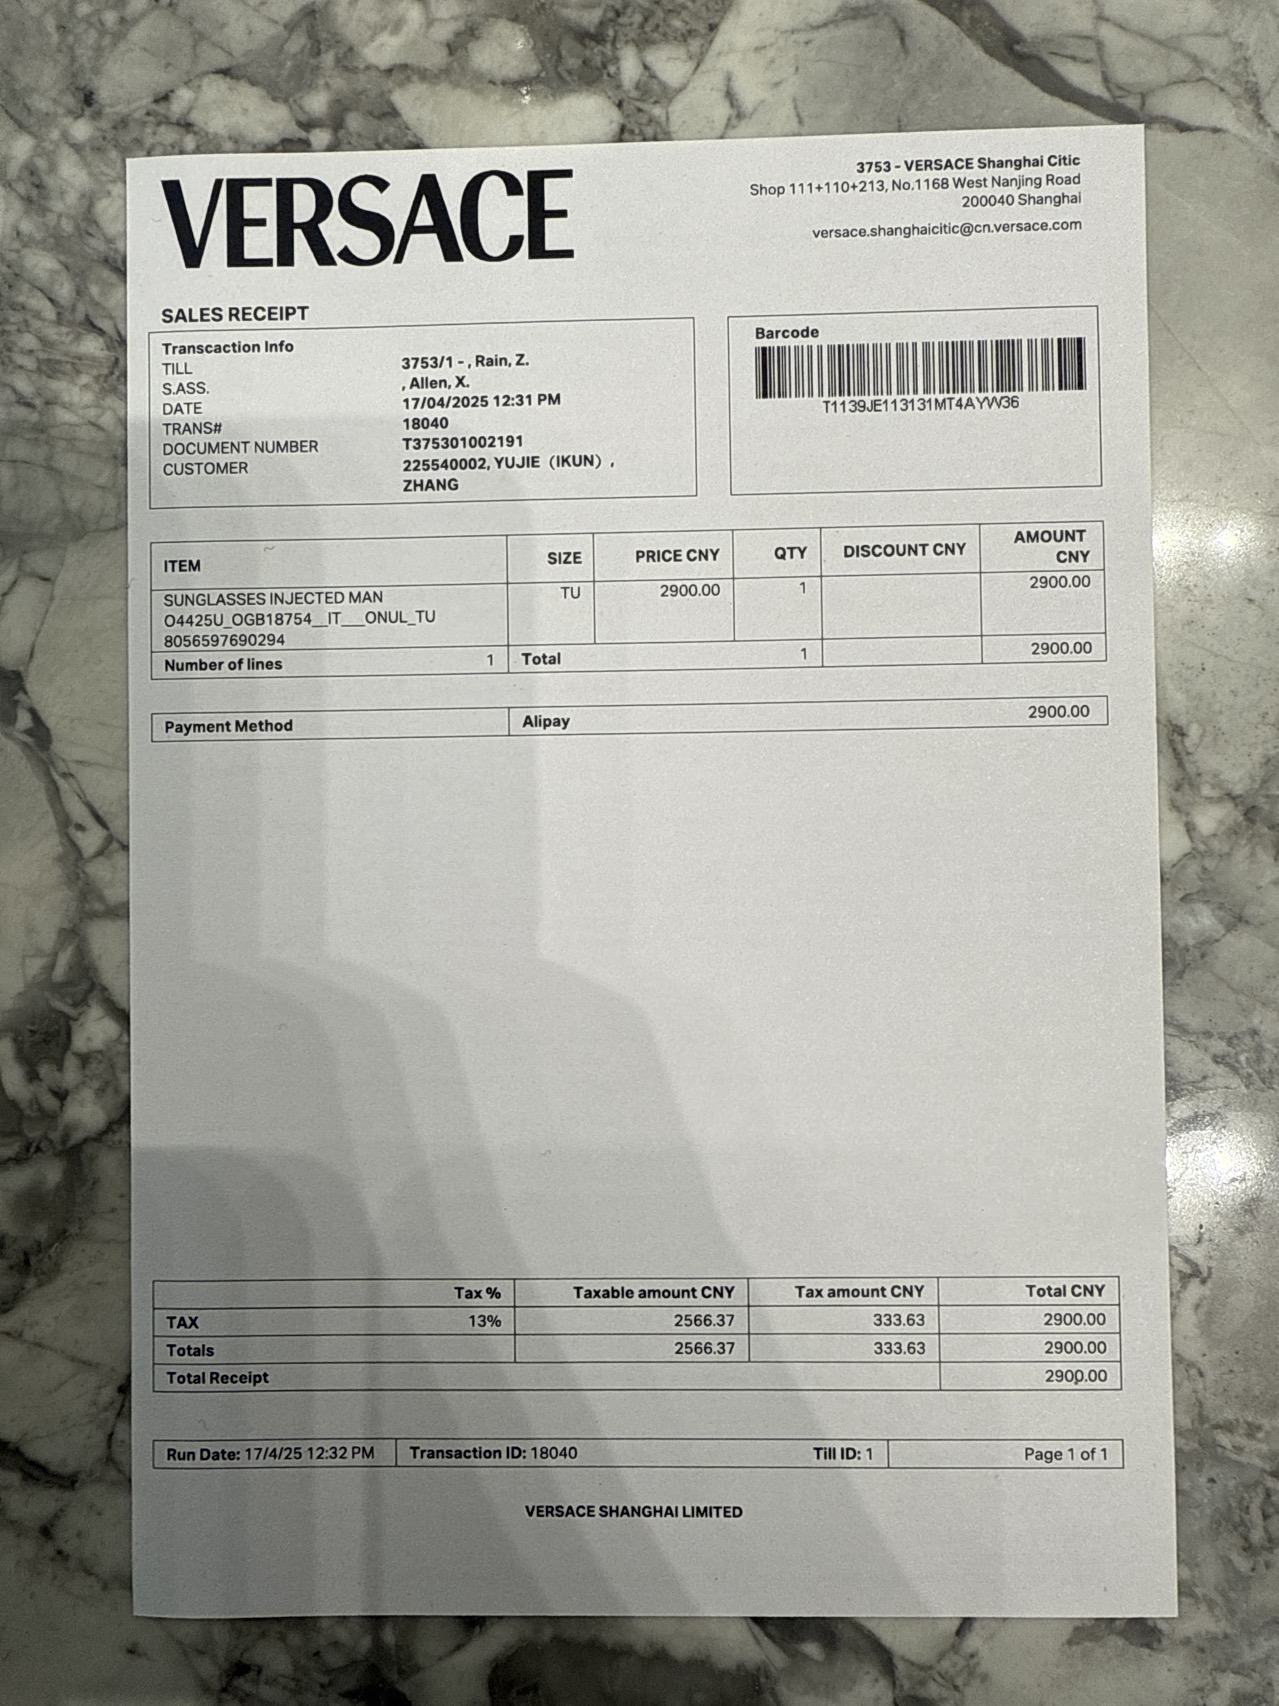 VERSACE
3753 - VERSACE Shanghai Citic
Shop 111+110+213, No.1168 West Nanjing Road
200040 Shanghai
versace.shanghaicitic@cn.versace.com
SALES RECEIPT
Transcaction Info
TILL 3753/1 - , Rain, Z.
S.ASS. , Allen, X.
DATE 17/04/2025 12:31 PM
TRANS# 18040
DOCUMENT NUMBER T375301002191
CUSTOMER 225540002, YUJIE (IKUN) ,
ZHANG
Barcode
T1139JE113131MT4AYW36
ITEM SIZE PRICE CNY QTY DISCOUNT CNY AMOUNT
CNY
SUNGLASSES INJECTED MAN TU 2900.00 1 2900.00
O4425U_OGB18754__IT___ONUL_TU
8056597690294
Number of lines 1 Total 1 2900.00
Payment Method Alipay 2900.00
Tax % Taxable amount CNY Tax amount CNY Total CNY
TAX 13% 2566.37 333.63 2900.00
Totals 2566.37 333.63 2900.00
Total Receipt 2900.00
Run Date: 17/4/25 12:32 PM Transaction ID: 18040 Till ID: 1 Page 1 of 1
VERSACE SHANGHAI LIMITED